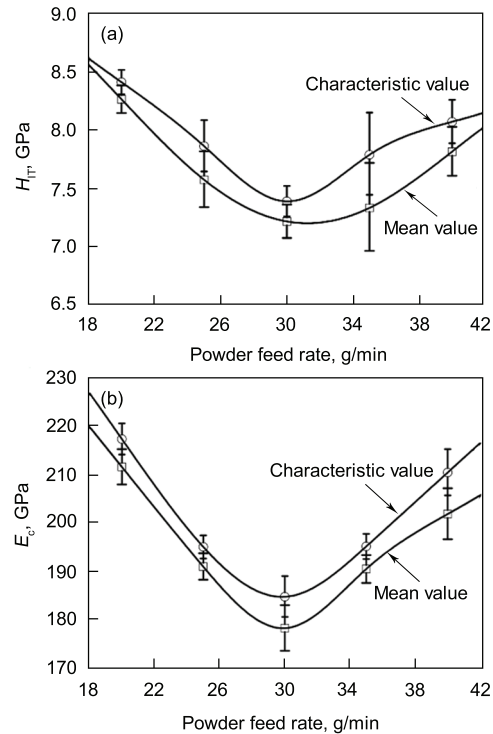 9.0
(a)
8.5
Characteristic value
8.0
H_IT, GPa
7.5
Mean value
7.0
6.5
18 22 26 30 34 38 42
Powder feed rate, g/min
230
(b)
220
210
Characteristic value
E_c, GPa
200
190
Mean value
180
170
18 22 26 30 34 38 42
Powder feed rate, g/min